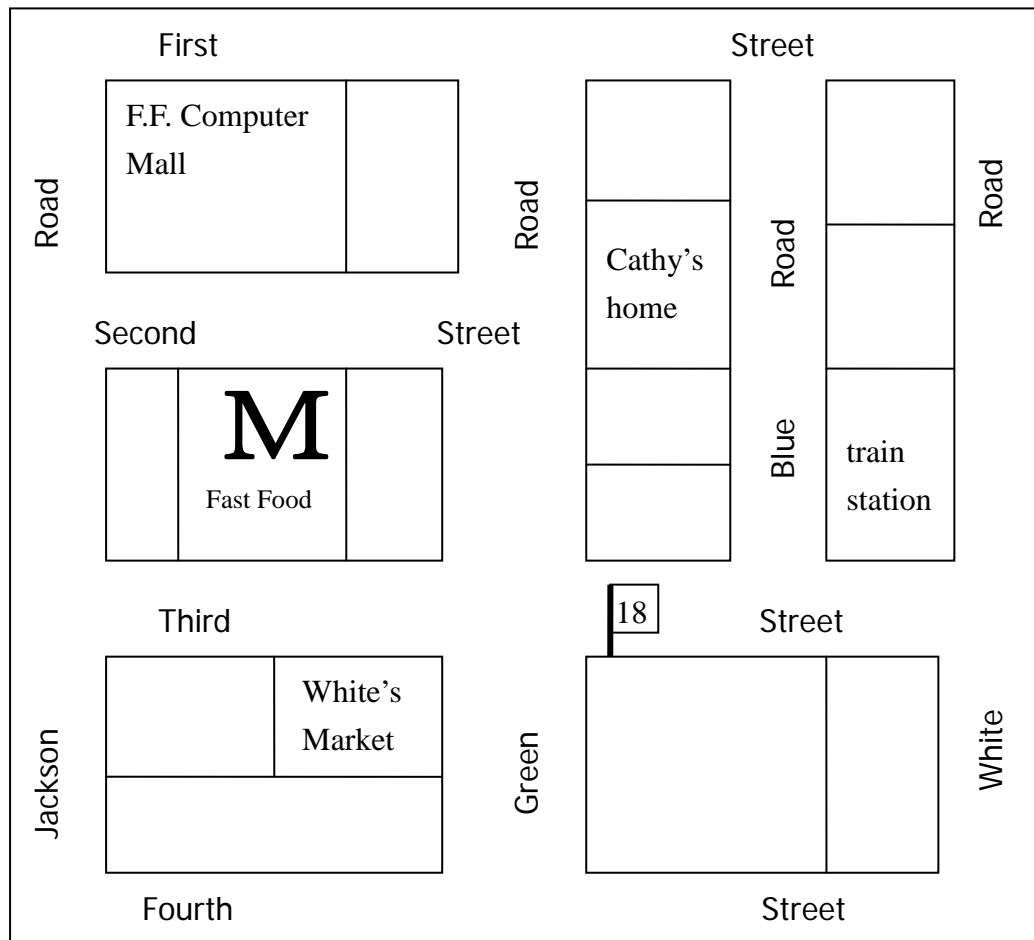 First Street
F.F. Computer
Mall
Road
Road
Road
Road
Cathy's
home
Second Street
M
Fast Food
Blue
train
station
18
Third Street
White's
Market
Jackson
Green
White
Fourth Street